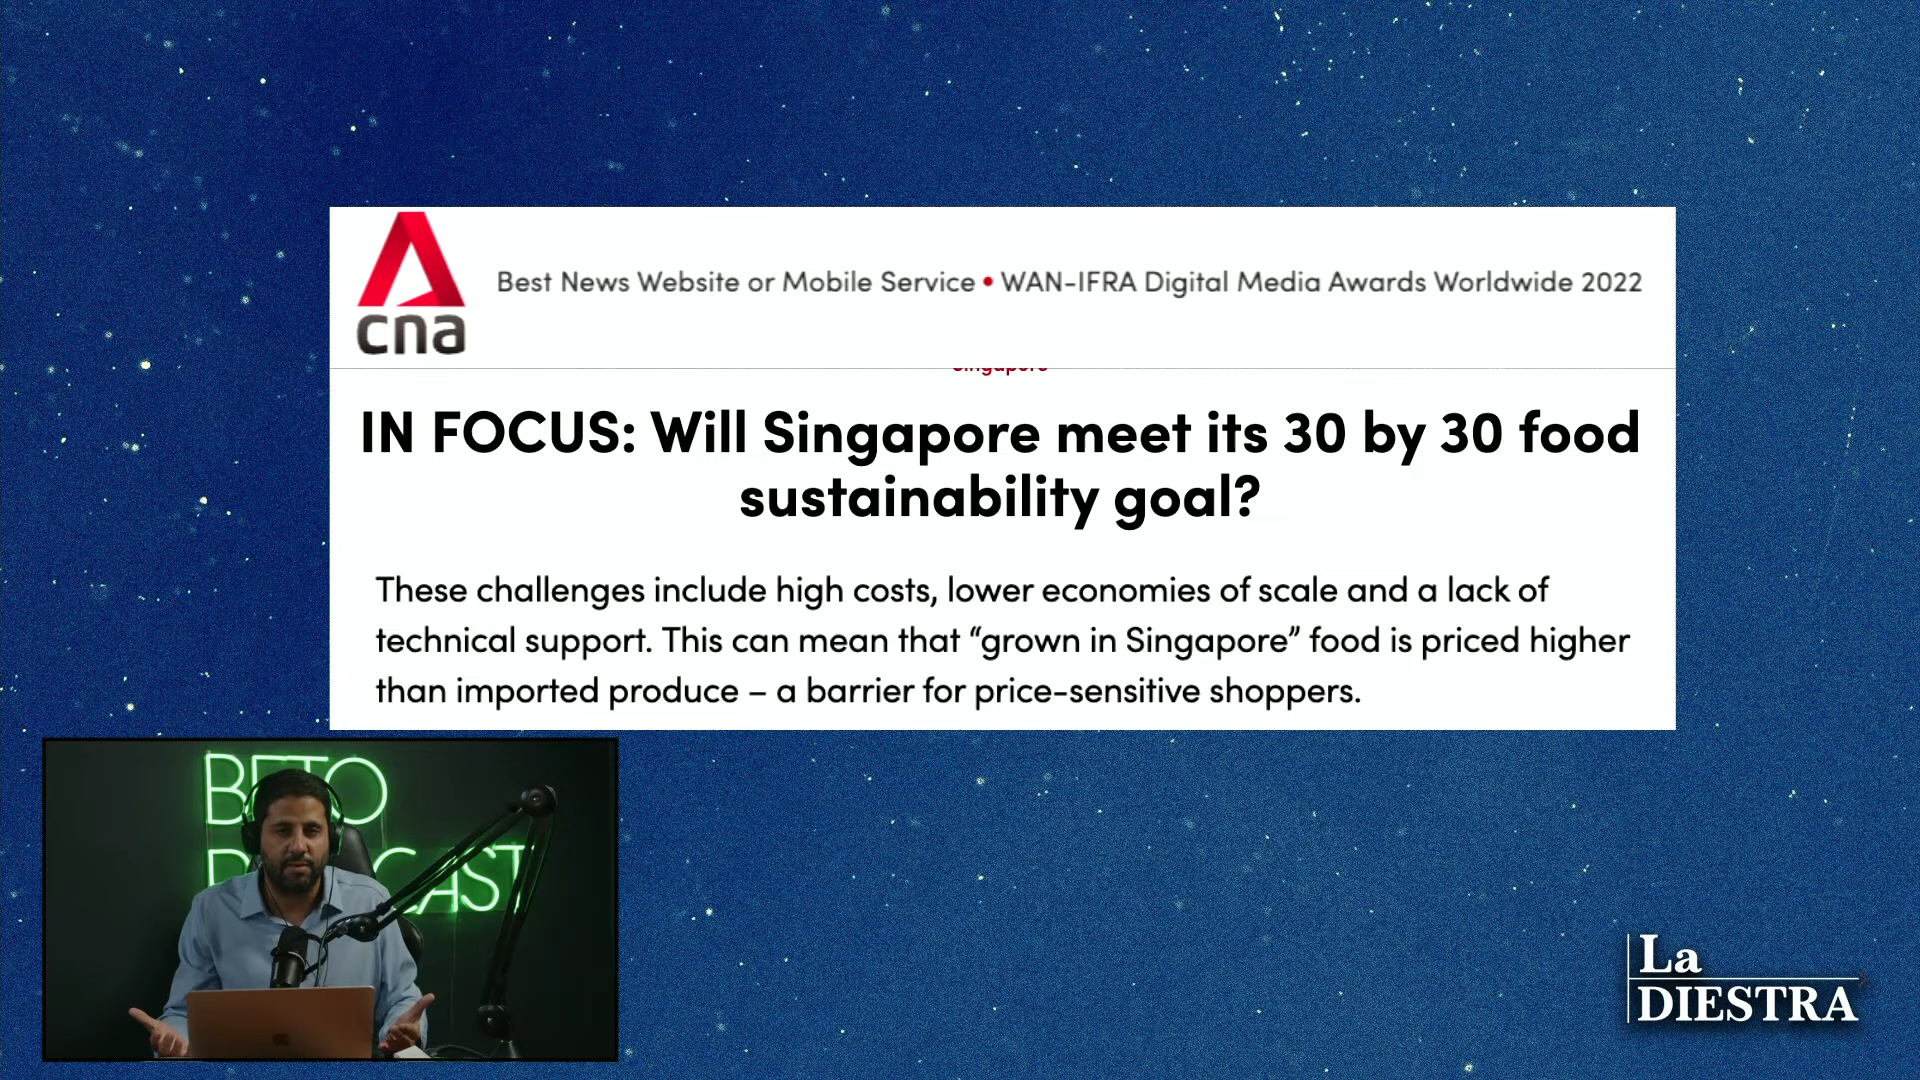 cna
Best News Website or Mobile Service • WAN-IFRA Digital Media Awards Worldwide 2022
Singapore
IN FOCUS: Will Singapore meet its 30 by 30 food
sustainability goal?
These challenges include high costs, lower economies of scale and a lack of
technical support. This can mean that “grown in Singapore” food is priced higher
than imported produce – a barrier for price-sensitive shoppers.
BETO
La
DIESTRA